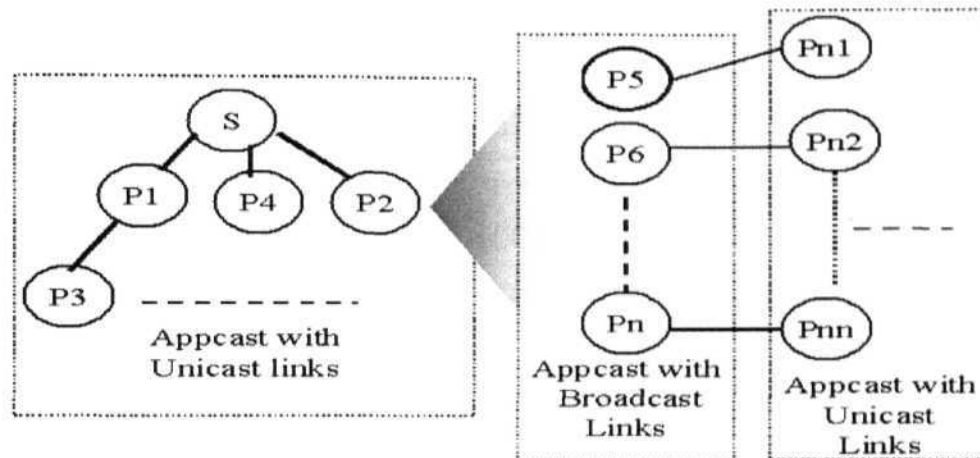 S
P1
P4
P2
P3
Appcast with
Unicast links
P5
P6
Pn
Appcast with
Broadcast
Links
Pn1
Pn2
Pnn
Appcast with
Unicast
Links